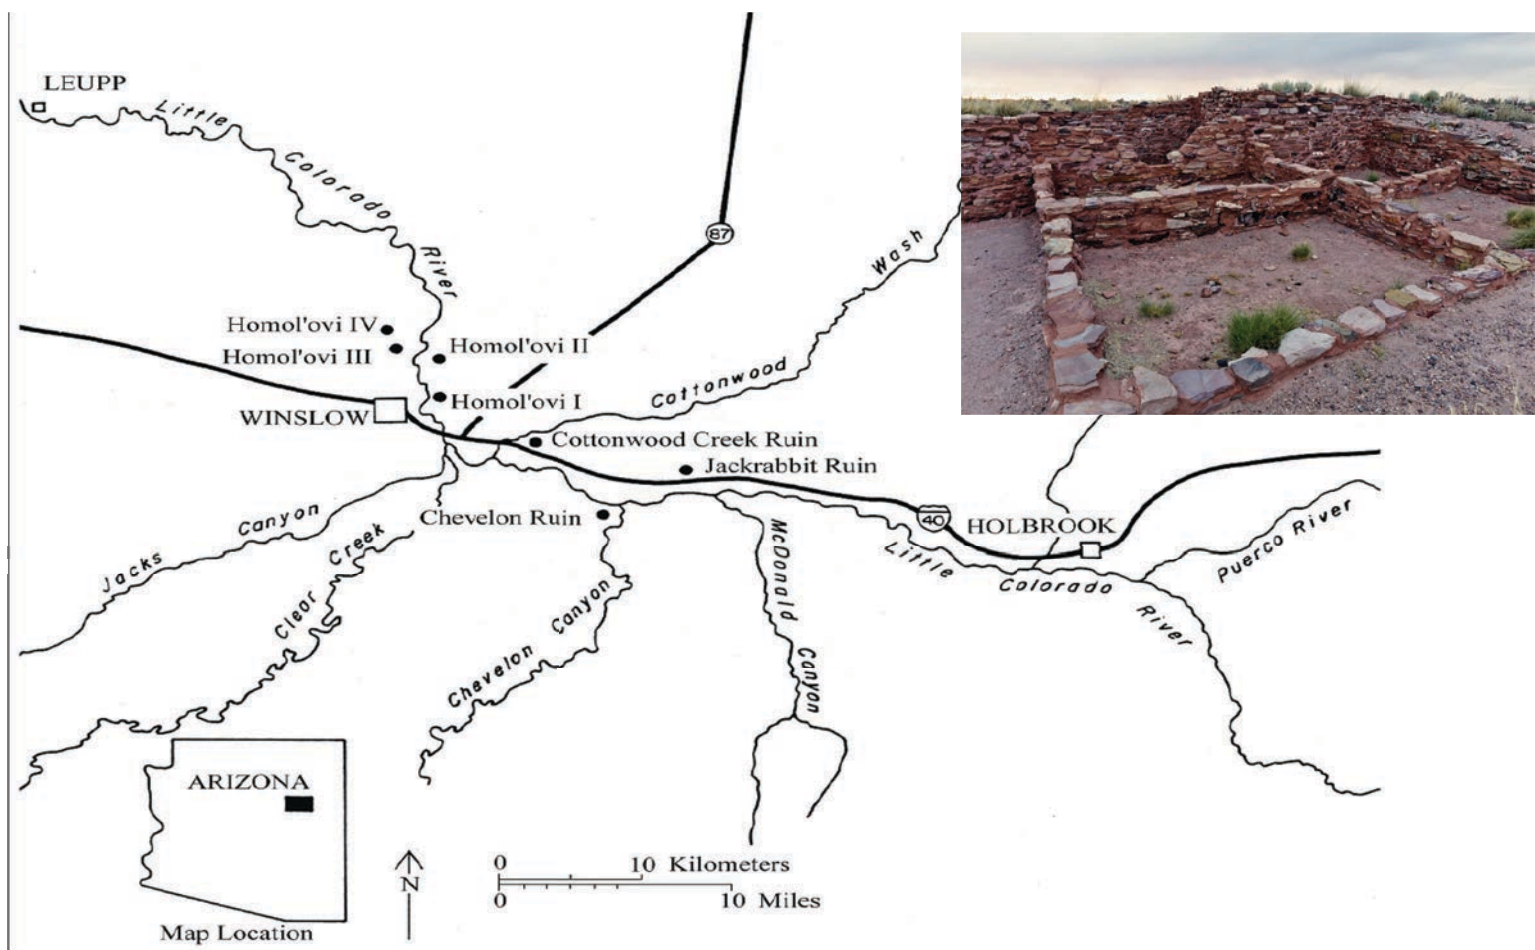 LEUPP
Little
Colorado
River
87
Wash
Cottonwood
Homol'ovi IV
Homol'ovi III
Homol'ovi II
Homol'ovi I
WINSLOW
Cottonwood Creek Ruin
Jackrabbit Ruin
Chevelon Ruin
40
HOLBROOK
Jacks Canyon
Clear Creek
Chevelon Canyon
McDonald Canyon
Little Colorado River
Puerco River
ARIZONA
Map Location
N
0 10 Kilometers
0 10 Miles